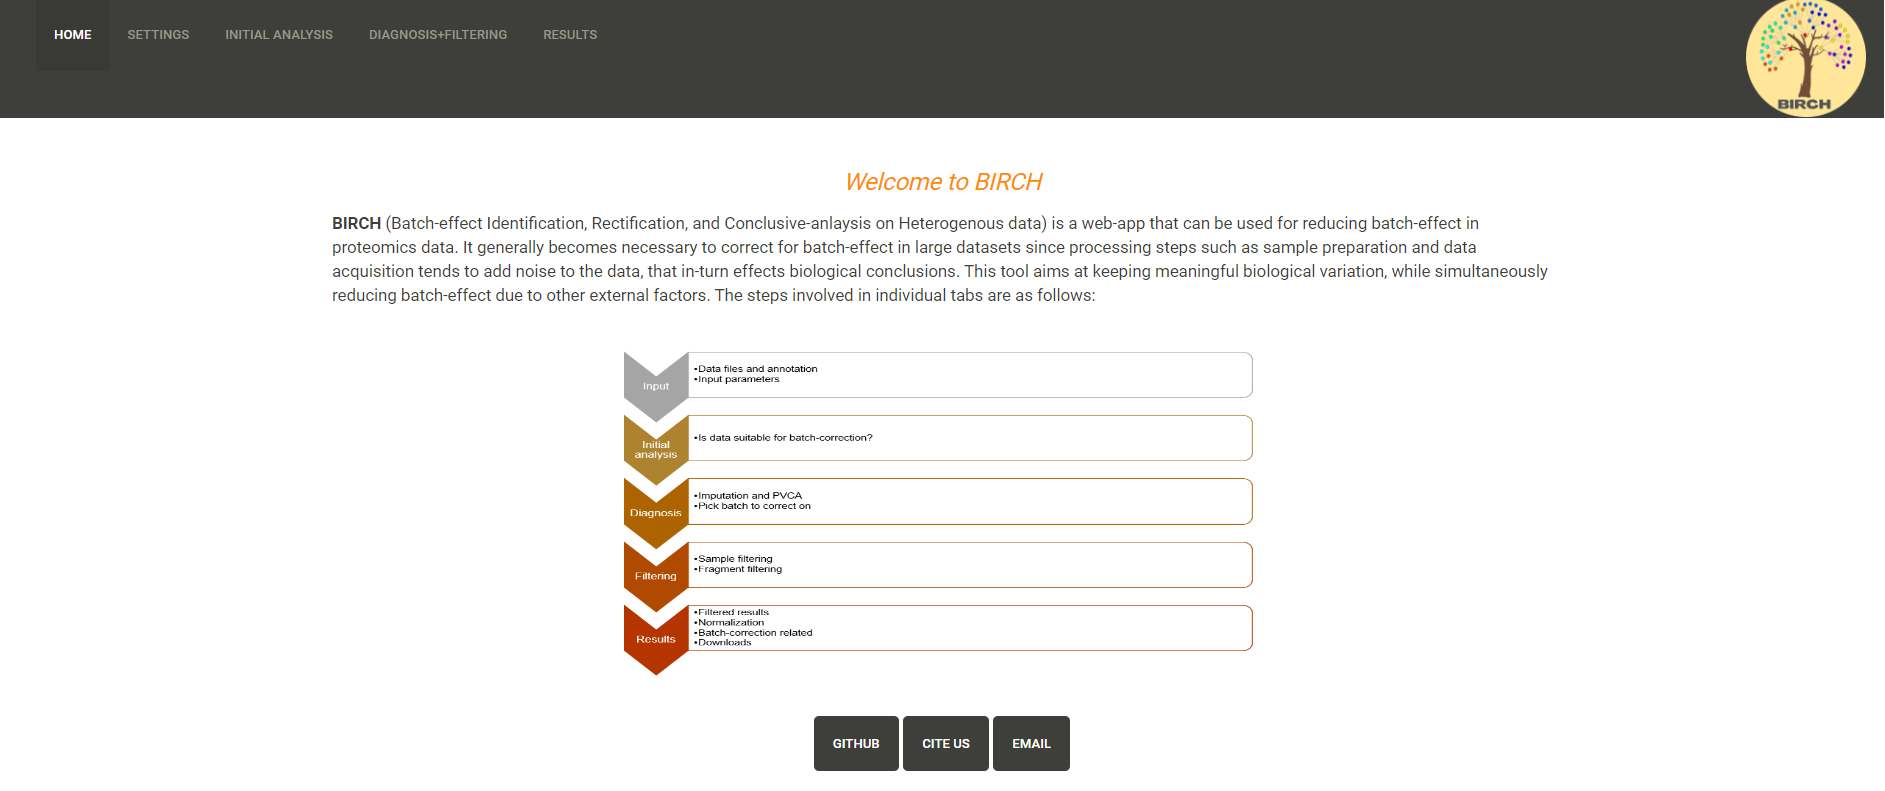 HOME SETTINGS INITIAL ANALYSIS DIAGNOSIS+FILTERING RESULTS
BIRCH
Welcome to BIRCH
BIRCH (Batch-effect Identification, Rectification, and Conclusive-anlaysis on Heterogenous data) is a web-app that can be used for reducing batch-effect in
proteomics data. It generally becomes necessary to correct for batch-effect in large datasets since processing steps such as sample preparation and data
acquisition tends to add noise to the data, that in-turn effects biological conclusions. This tool aims at keeping meaningful biological variation, while simultaneously
reducing batch-effect due to other external factors. The steps involved in individual tabs are as follows:
Input
•Data files and annotation
•Input parameters
Initial
analysis
•Is data suitable for batch-correction?
Diagnosis
•Imputation and PVCA
•Pick batch to correct on
Filtering
•Sample filtering
•Fragment filtering
Results
•Filtered results
•Normalization
•Batch-correction related
•Downloads
GITHUB CITE US EMAIL